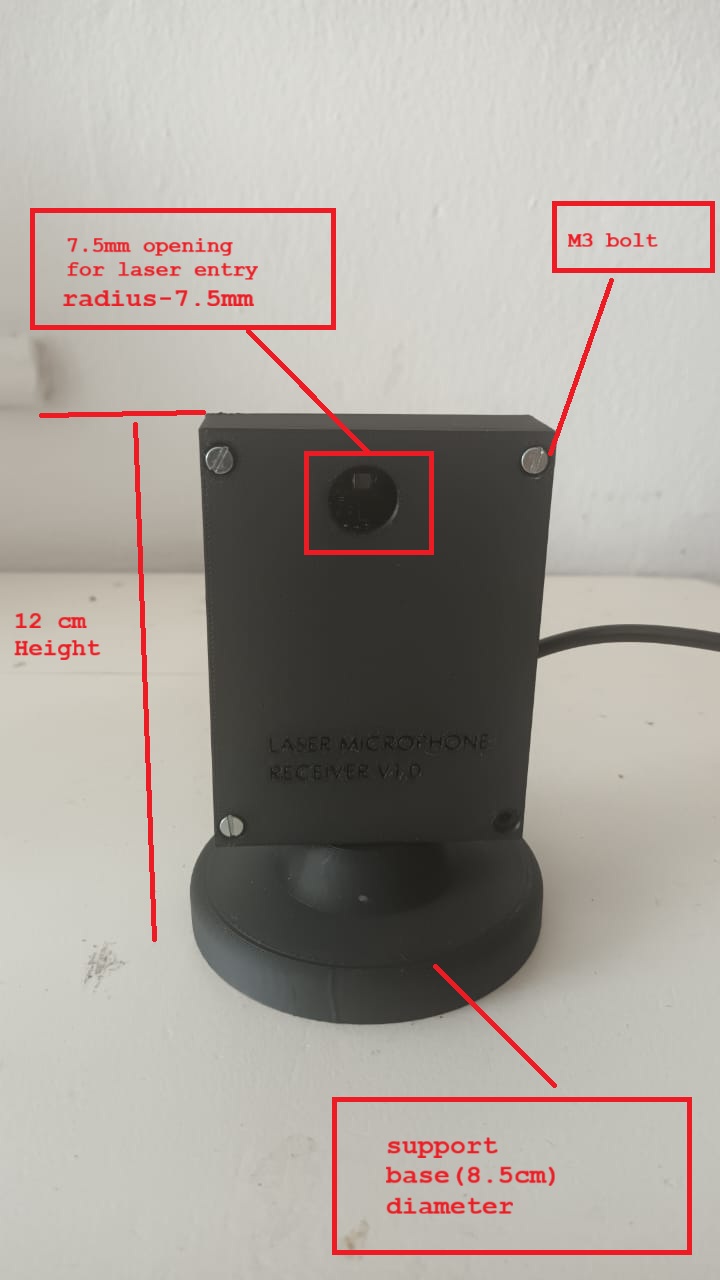 7.5mm opening
for laser entry
radius-7.5mm
M3 bolt
12 cm
Height
LASER MICROPHONE
RECEIVER V1.0
support
base(8.5cm)
diameter